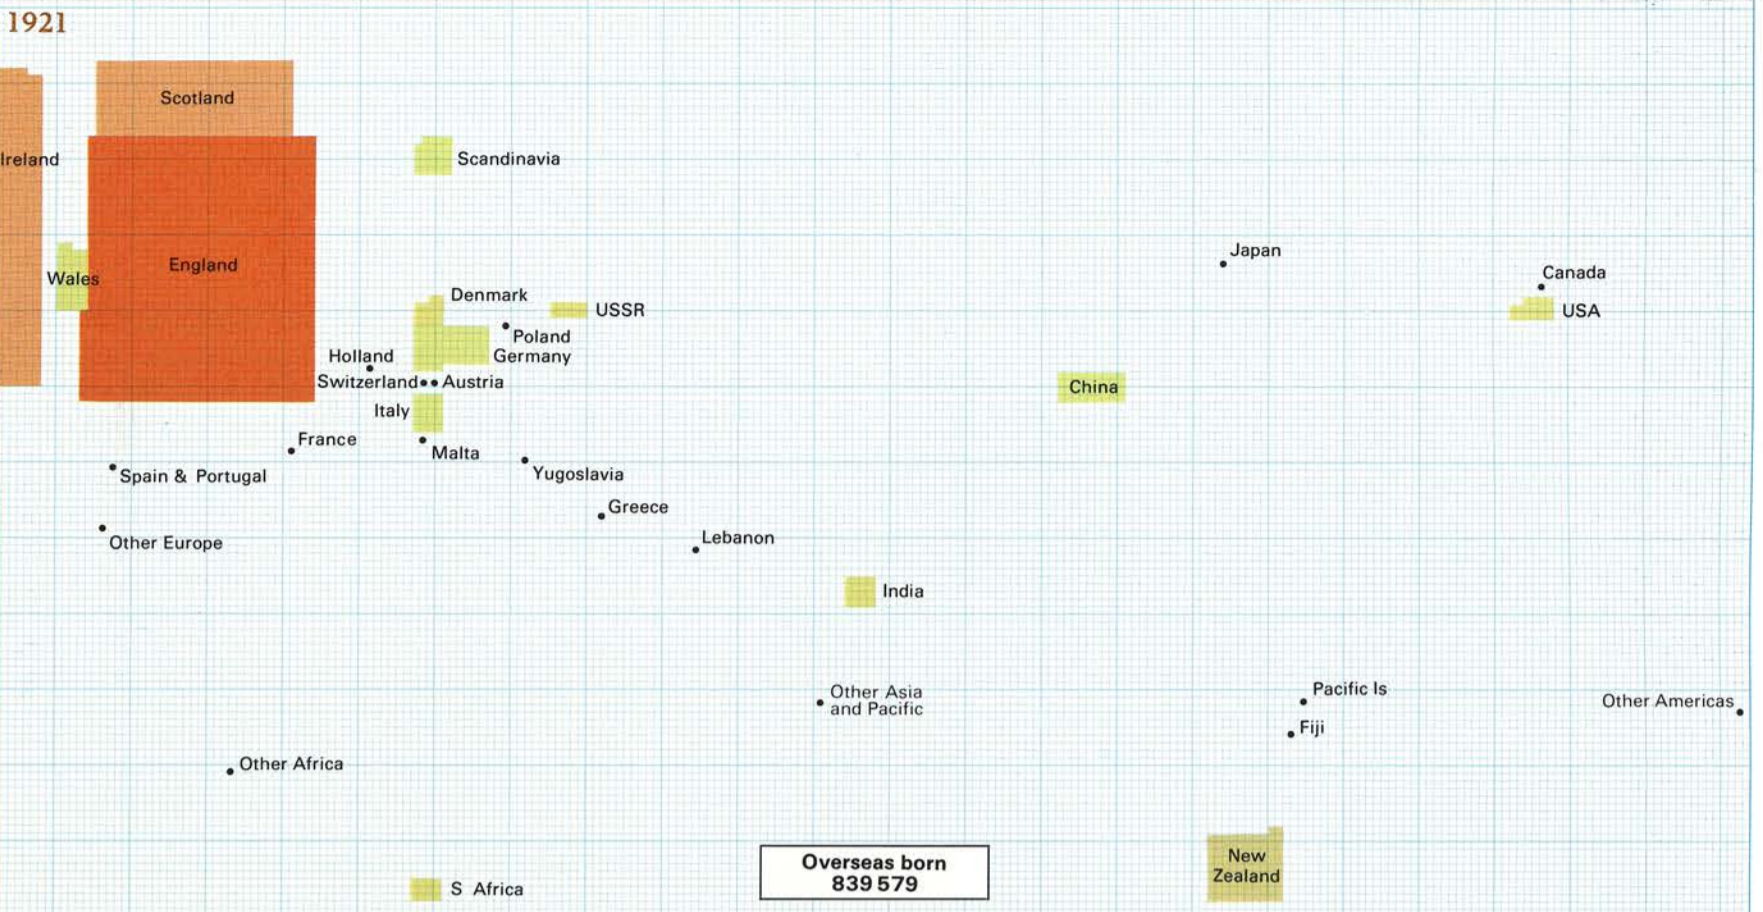 1921
Scotland
Ireland
Scandinavia
England
Wales
Japan
Canada
USA
Denmark
USSR
Poland
Germany
Holland
Switzerland
Austria
China
Italy
France
Malta
Spain & Portugal
Yugoslavia
Greece
Other Europe
Lebanon
India
Other Asia
and Pacific
Pacific Is
Fiji
Other Americas
Other Africa
New
Zealand
S Africa
Overseas born
839 579